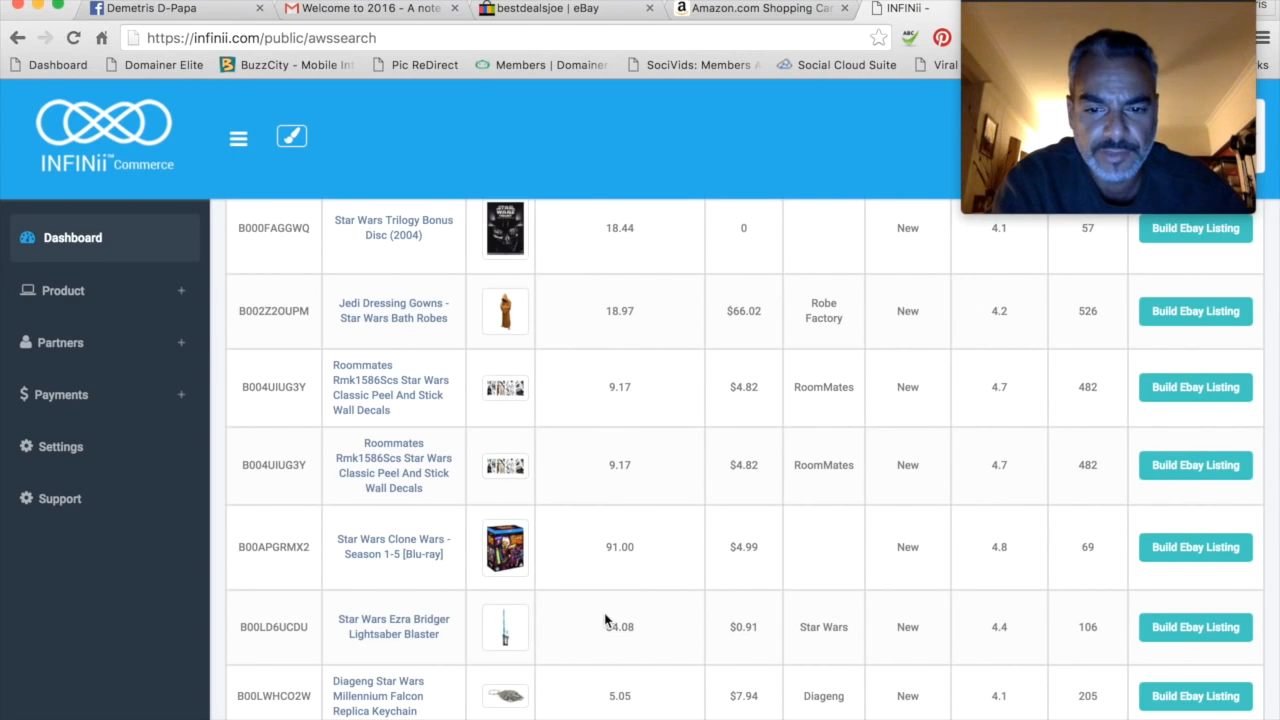 Demetris D-Papa
Welcome to 2016 - A note
bestdealsjoe | eBay
Amazon.com Shopping Car
INFINii -
https://infinii.com/public/awssearch
ABC
Dashboard
Domainer Elite
BuzzCity - Mobile Int
Pic ReDirect
Members | Domainer
SociVids: Members A
Social Cloud Suite
Viral
ks
INFINii™ Commerce
Dashboard
Product +
Partners +
$ Payments +
Settings
Support
B000FAGGWQ
Star Wars Trilogy Bonus
Disc (2004)
18.44
0
New
4.1
57
Build Ebay Listing
B002Z2OUPM
Jedi Dressing Gowns -
Star Wars Bath Robes
18.97
$66.02
Robe
Factory
New
4.2
526
Build Ebay Listing
B004UIUG3Y
Roommates
Rmk1586Scs Star Wars
Classic Peel And Stick
Wall Decals
9.17
$4.82
RoomMates
New
4.7
482
Build Ebay Listing
B004UIUG3Y
Roommates
Rmk1586Scs Star Wars
Classic Peel And Stick
Wall Decals
9.17
$4.82
RoomMates
New
4.7
482
Build Ebay Listing
B00APGRMX2
Star Wars Clone Wars -
Season 1-5 [Blu-ray]
91.00
$4.99
New
4.8
69
Build Ebay Listing
B00LD6UCDU
Star Wars Ezra Bridger
Lightsaber Blaster
$0.91
Star Wars
New
4.4
106
Build Ebay Listing
B00LWHCO2W
Diageng Star Wars
Millennium Falcon
Replica Keychain
5.05
$7.94
Diageng
New
4.1
205
Build Ebay Listing